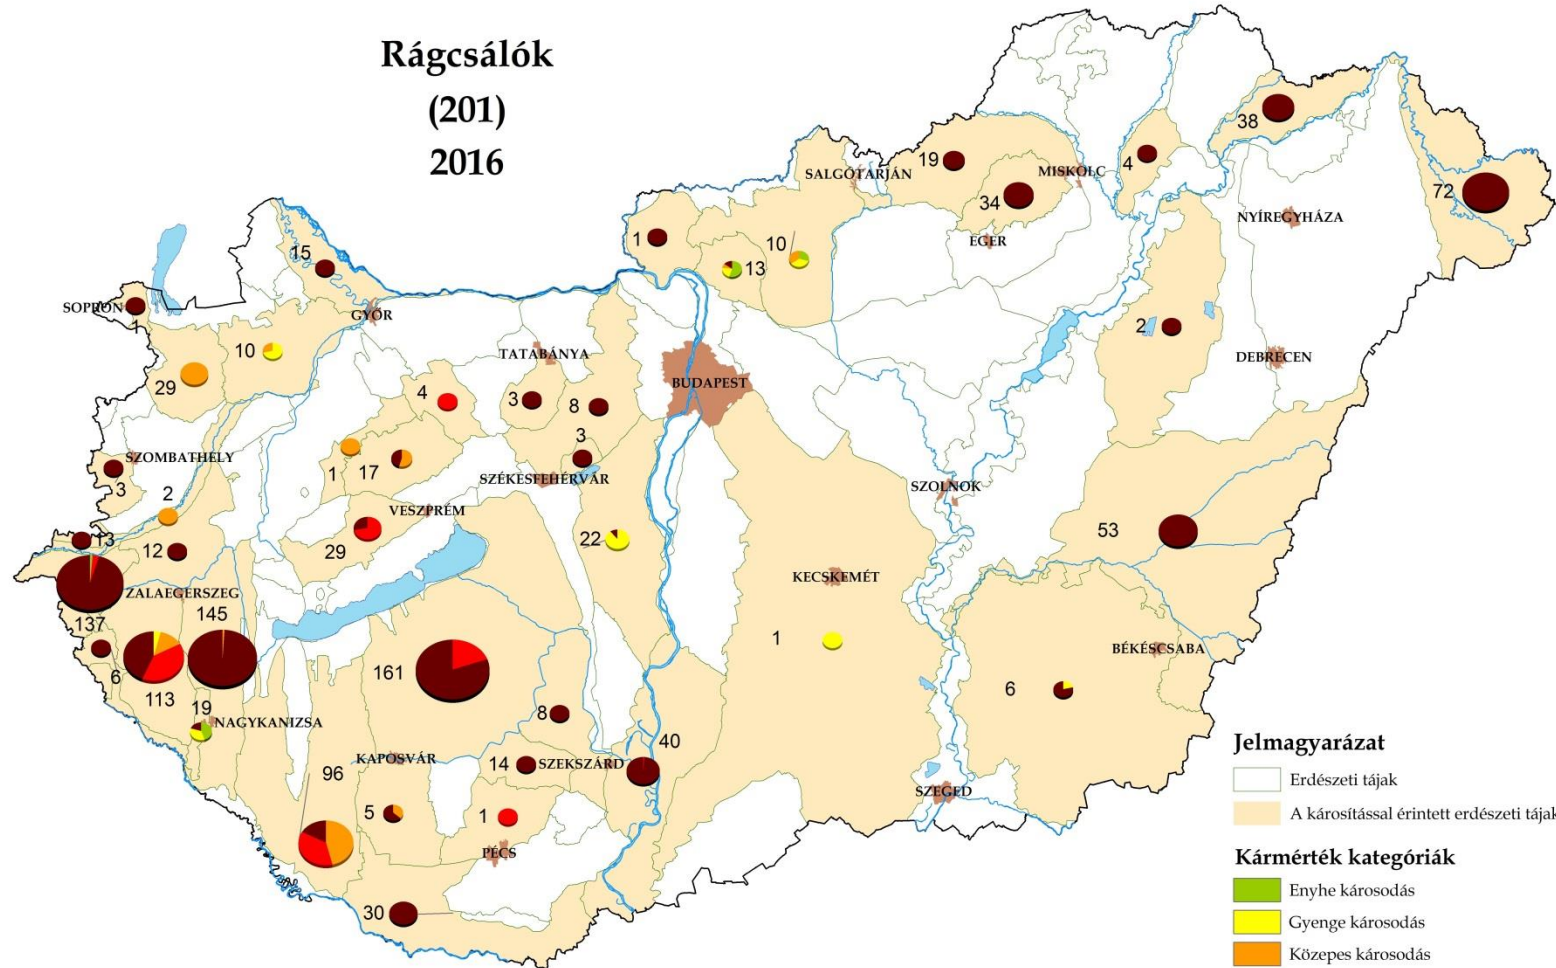 Rágcsálók
(201)
2016
38
SALGÓTARJÁN
19
MISKOLC
4
72
34
NYÍREGYHÁZA
EGER
1
10
13
15
SOPRON
1
GYŐR
2
10
TATABÁNYA
DEBRECEN
29
BUDAPEST
4
3
8
3
SZOMBATHELY
1
17
SZÉKESFEHÉRVÁR
3
2
SZOLNOK
VESZPRÉM
53
13
12
29
22
KECSKEMÉT
ZALAEGERSZEG
145
137
1
BÉKÉSCSABA
6
161
6
113
19
NAGYKANIZSA
8
40
KAPOSVÁR
14
SZEKSZÁRD
96
SZEGED
5
1
PÉCS
30
Jelmagyarázat
Erdészeti tájak
A károsítással érintett erdészeti tájak
Kármérték kategóriák
Enyhe károsodás
Gyenge károsodás
Közepes károsodás